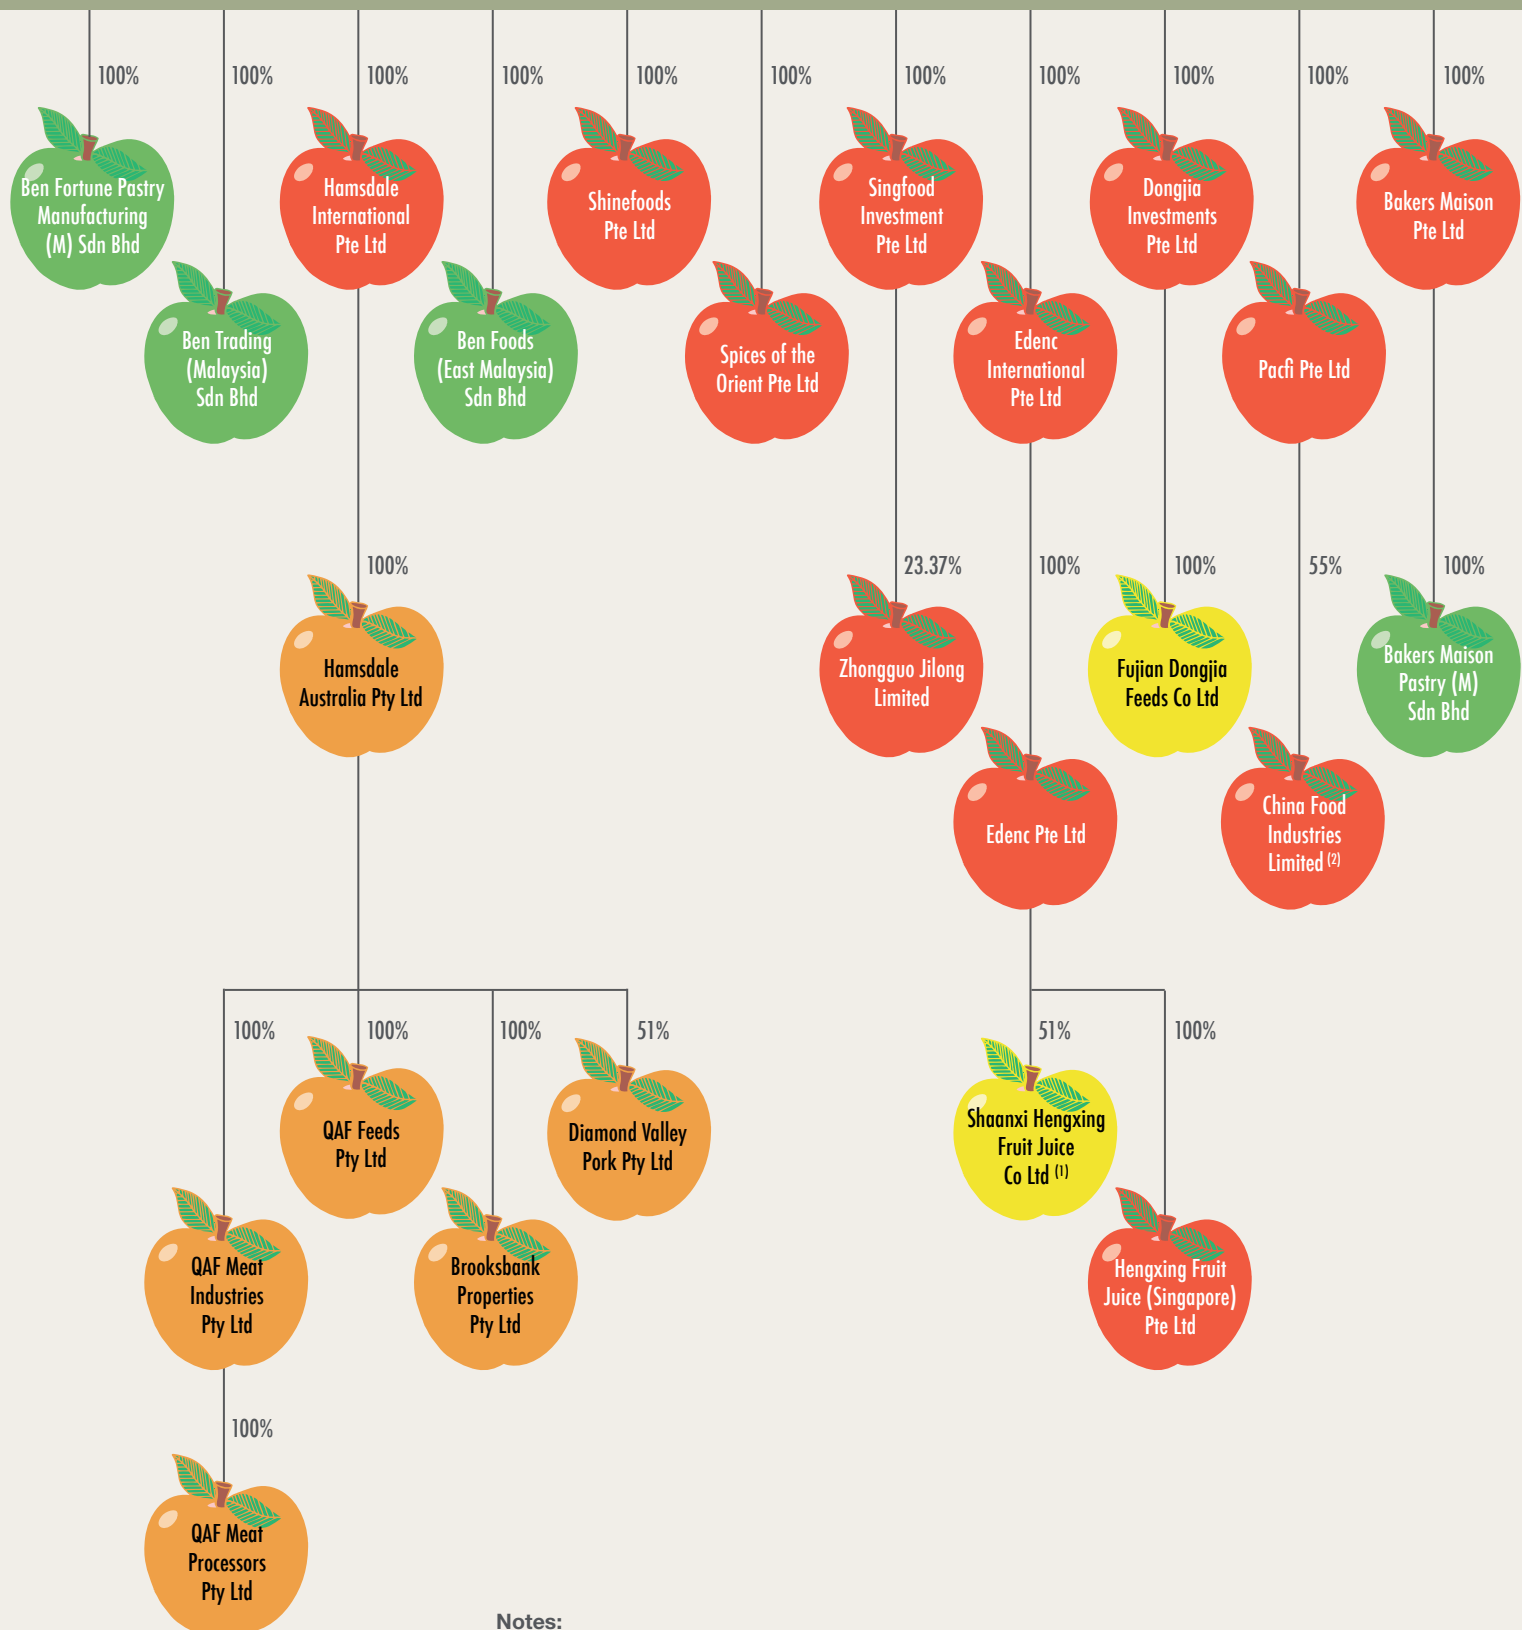 100%
100%
100%
100%
100%
100%
100%
100%
100%
100%
100%
Ben Fortune Pastry
Manufacturing
(M) Sdn Bhd
Hamsdale
International
Pte Ltd
Shinefoods
Pte Ltd
Singfood
Investment
Pte Ltd
Dongjia
Investments
Pte Ltd
Bakers Maison
Pte Ltd
Ben Trading
(Malaysia)
Sdn Bhd
Ben Foods
(East Malaysia)
Sdn Bhd
Spices of the
Orient Pte Ltd
Edenc
International
Pte Ltd
Pacfi Pte Ltd
100%
23.37%
100%
100%
55%
100%
Hamsdale
Australia Pty Ltd
Zhongguo Jilong
Limited
Fujian Dongjia
Feeds Co Ltd
Bakers Maison
Pastry (M)
Sdn Bhd
Edenc Pte Ltd
China Food
Industries
Limited (2)
100%
100%
100%
51%
51%
100%
QAF Feeds
Pty Ltd
Diamond Valley
Pork Pty Ltd
Shaanxi Hengxing
Fruit Juice
Co Ltd (1)
QAF Meat
Industries
Pty Ltd
Brooksbank
Properties
Pty Ltd
Hengxing Fruit
Juice (Singapore)
Pte Ltd
100%
QAF Meat
Processors
Pty Ltd
Notes: